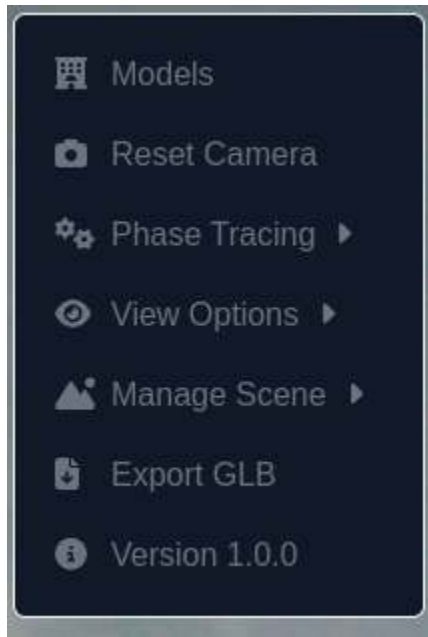 Models
Reset Camera
Phase Tracing
View Options
Manage Scene
Export GLB
Version 1.0.0